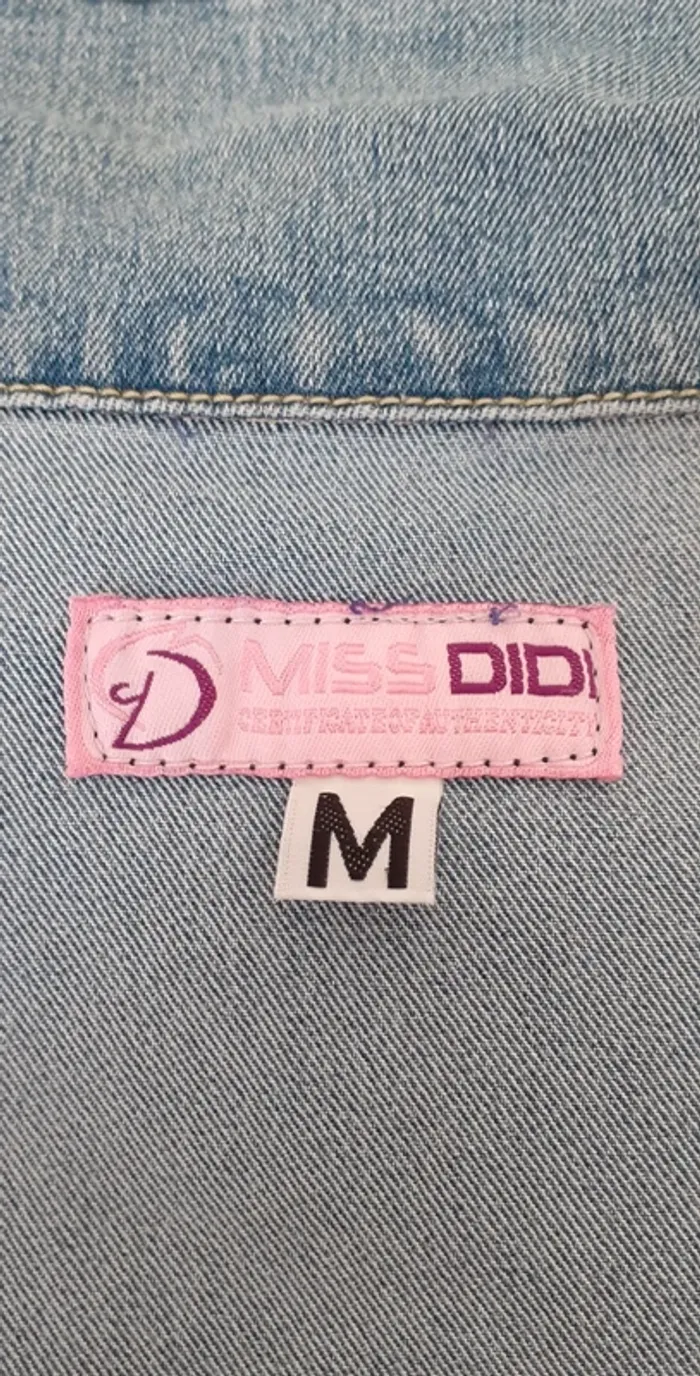 D MISS DIDI
CERTIFICATE OF AUTHENTICITY
M